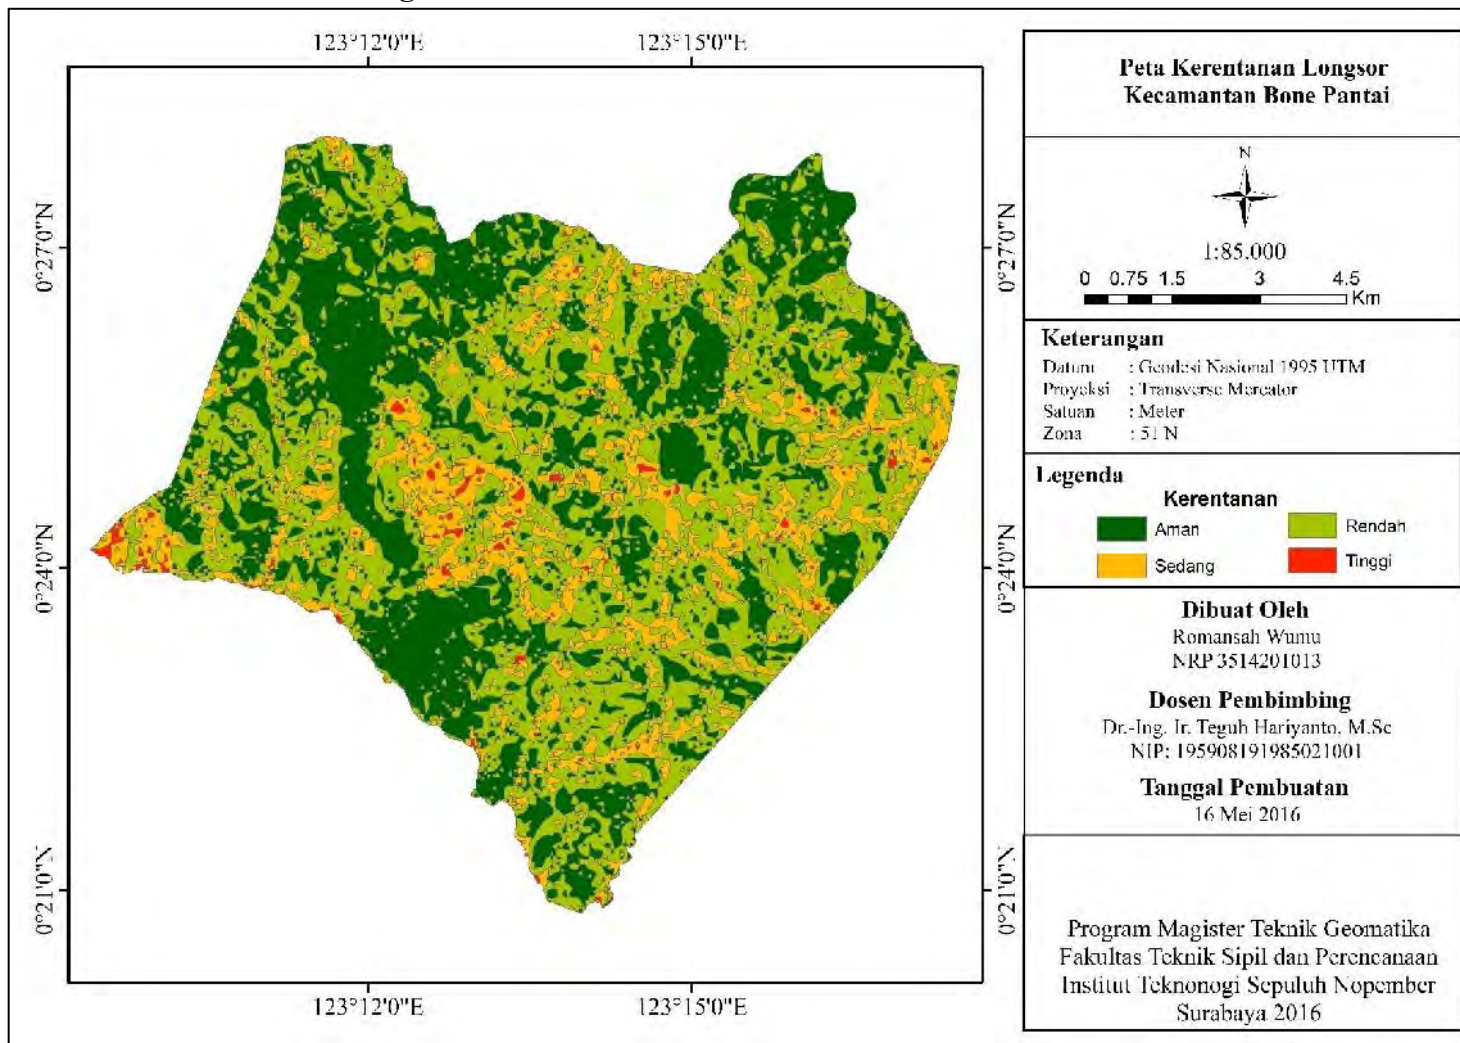 123°12'0"E
123°15'0"E
0°27'0"N
0°24'0"N
0°21'0"N
0°27'0"N
0°24'0"N
0°21'0"N
123°12'0"E
123°15'0"E
Peta Kerentanan Longsor
Kecamantan Bone Pantai
N
1:85.000
0 0.75 1.5 3 4.5
Km
Keterangan
Datum : Geodesi Nasional 1995 UTM
Proyeksi : Transverse Mercator
Satuan : Meter
Zona : 51 N
Legenda
Kerentanan
Aman
Rendah
Sedang
Tinggi
Dibuat Oleh
Romansah Wumu
NRP 3514201013
Dosen Pembimbing
Dr.-Ing. Ir. Teguh Hariyanto, M.Sc
NIP: 195908191985021001
Tanggal Pembuatan
16 Mei 2016
Program Magister Teknik Geomatika
Fakultas Teknik Sipil dan Perencanaan
Institut Teknonogi Sepuluh Nopember
Surabaya 2016